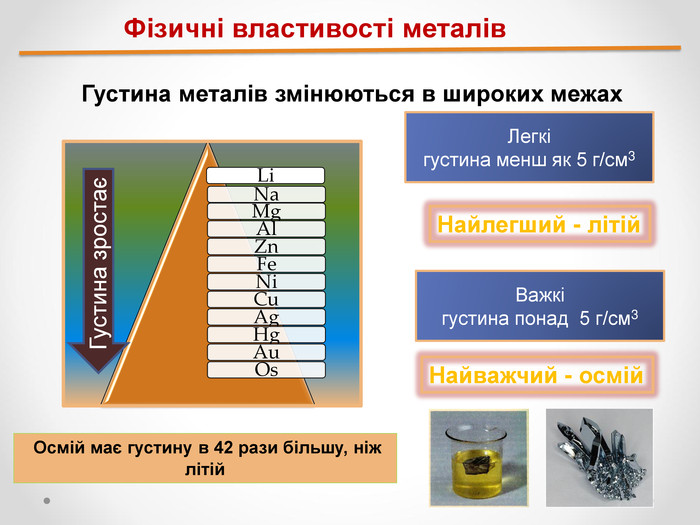 Фізичні властивості металів
Густина металів змінюються в широких межах
Густина зростає
Li
Na
Mg
Al
Zn
Fe
Ni
Cu
Ag
Hg
Au
Os
Легкі
густина менш як 5 г/см³
Найлегший - літій
Важкі
густина понад 5 г/см³
Найважчий - осмій
Осмій має густину в 42 рази більшу, ніж
літій